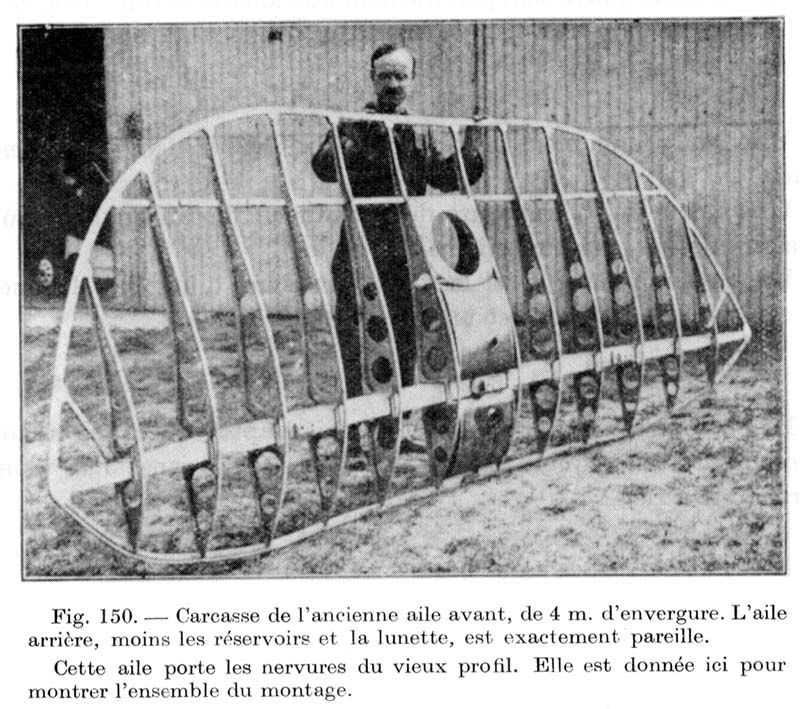 Fig. 150. — Carcasse de l'ancienne aile avant, de 4 m. d'envergure. L'aile
arrière, moins les réservoirs et la lunette, est exactement pareille.
Cette aile porte les nervures du vieux profil. Elle est donnée ici pour
montrer l'ensemble du montage.